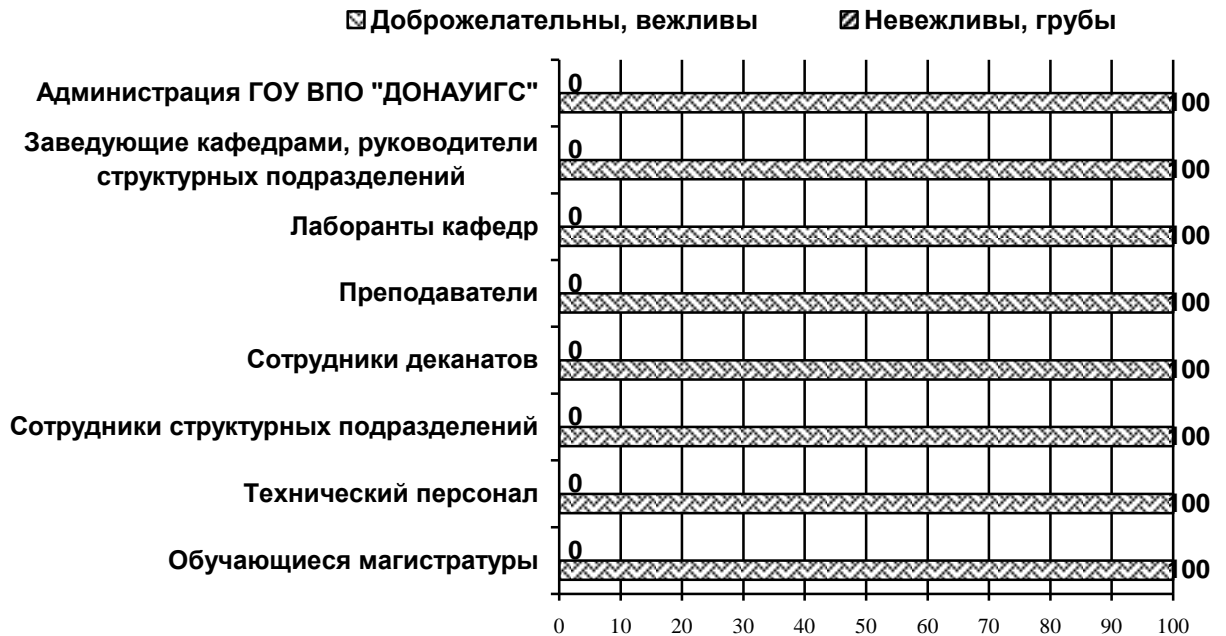 Доброжелательны, вежливы Невежливы, грубы
0
Администрация ГОУ ВПО "ДОНАУИГС"
100
Заведующие кафедрами, руководители
0
структурных подразделений
100
0
Лаборанты кафедр
100
0
Преподаватели
100
0
Сотрудники деканатов
100
0
Сотрудники структурных подразделений
100
0
Технический персонал
100
0
Обучающиеся магистратуры
100
0 10 20 30 40 50 60 70 80 90 100